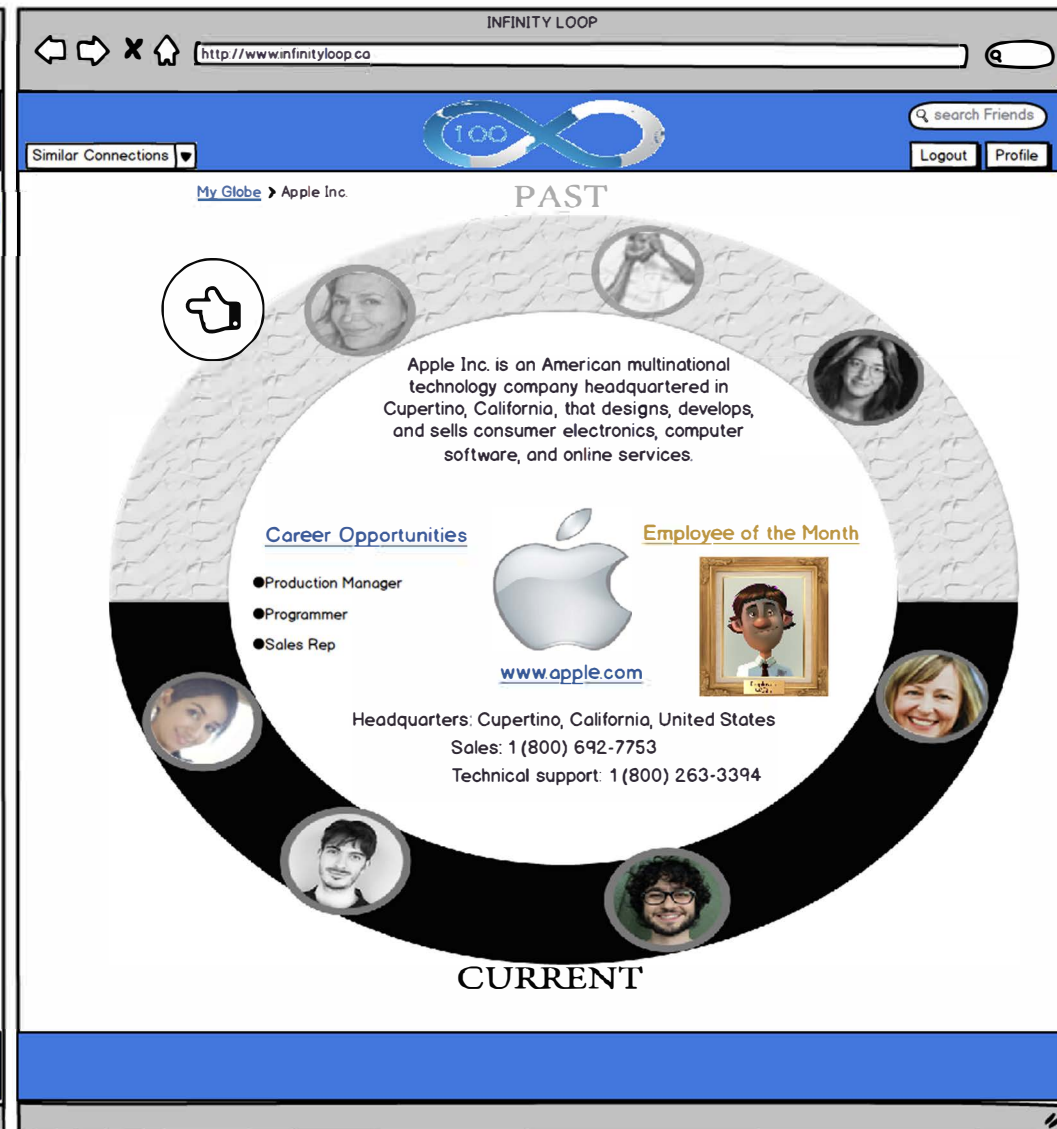 INFINITY LOOP
http://www.infinityloop.ca
search Friends
Similar Connections
Logout
Profile
100
My Globe > Apple Inc.
PAST
Apple Inc. is an American multinational
technology company headquartered in
Cupertino, California, that designs, develops,
and sells consumer electronics, computer
software, and online services.
Career Opportunities
Employee of the Month
●Production Manager
●Programmer
●Sales Rep
www.apple.com
Headquarters: Cupertino, California, United States
Sales: 1 (800) 692-7753
Technical support: 1 (800) 263-3394
CURRENT